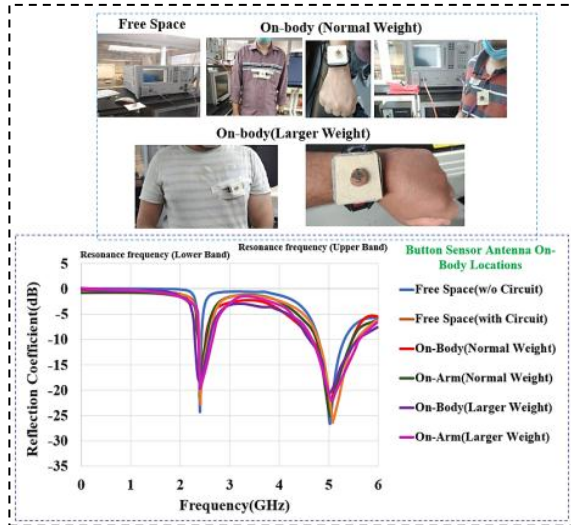 Free Space
On-body (Normal Weight)
On-body(Larger Weight)
Resonance frequency (Lower Band)
Resonance frequency (Upper Band)
Button Sensor Antenna On-
Body Locations
5
0
-5
-10
-15
-20
-25
-30
-35
Reflection Coefficient(dB)
0
1
2
3
4
5
6
Frequency(GHz)
Free Space(w/o Circuit)
Free Space(with Circuit)
On-Body(Normal Weight)
On-Arm(Normal Weight)
On-Body(Larger Weight)
On-Arm(Larger Weight)